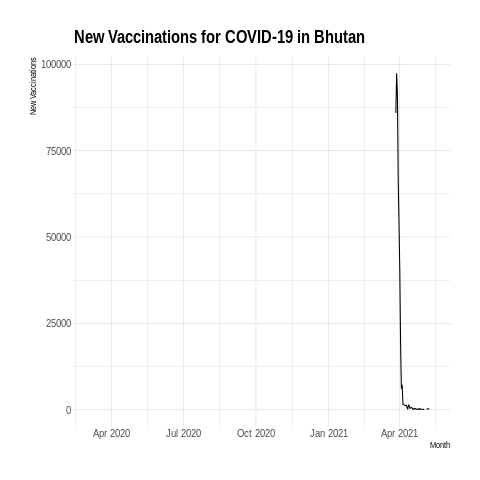 New Vaccinations for COVID-19 in Bhutan
New Vaccinations
100000
75000
50000
25000
0
Apr 2020 Jul 2020 Oct 2020 Jan 2021 Apr 2021
Month